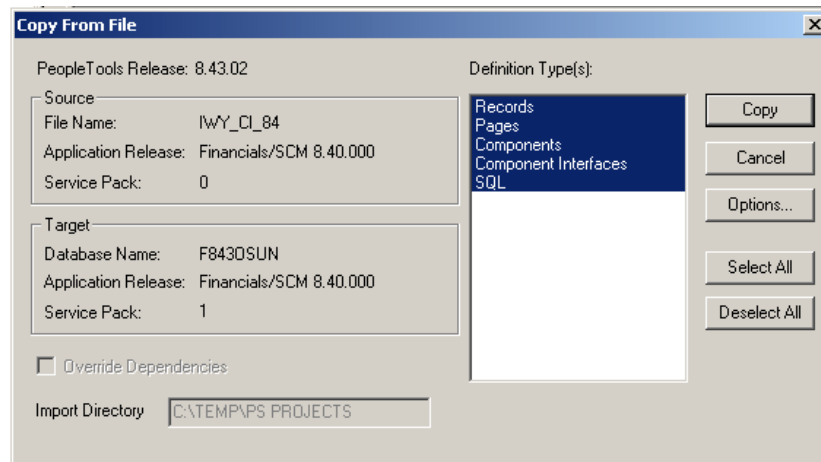 Copy From File
PeopleTools Release: 8.43.02
Source
File Name: IWY_CI_84
Application Release: Financials/SCM 8.40.000
Service Pack: 0
Target
Database Name: F843OSUN
Application Release: Financials/SCM 8.40.000
Service Pack: 1
Override Dependencies
Import Directory C:\TEMP\PS PROJECTS
Definition Type(s):
Records
Pages
Components
Component Interfaces
SQL
Copy
Cancel
Options...
Select All
Deselect All